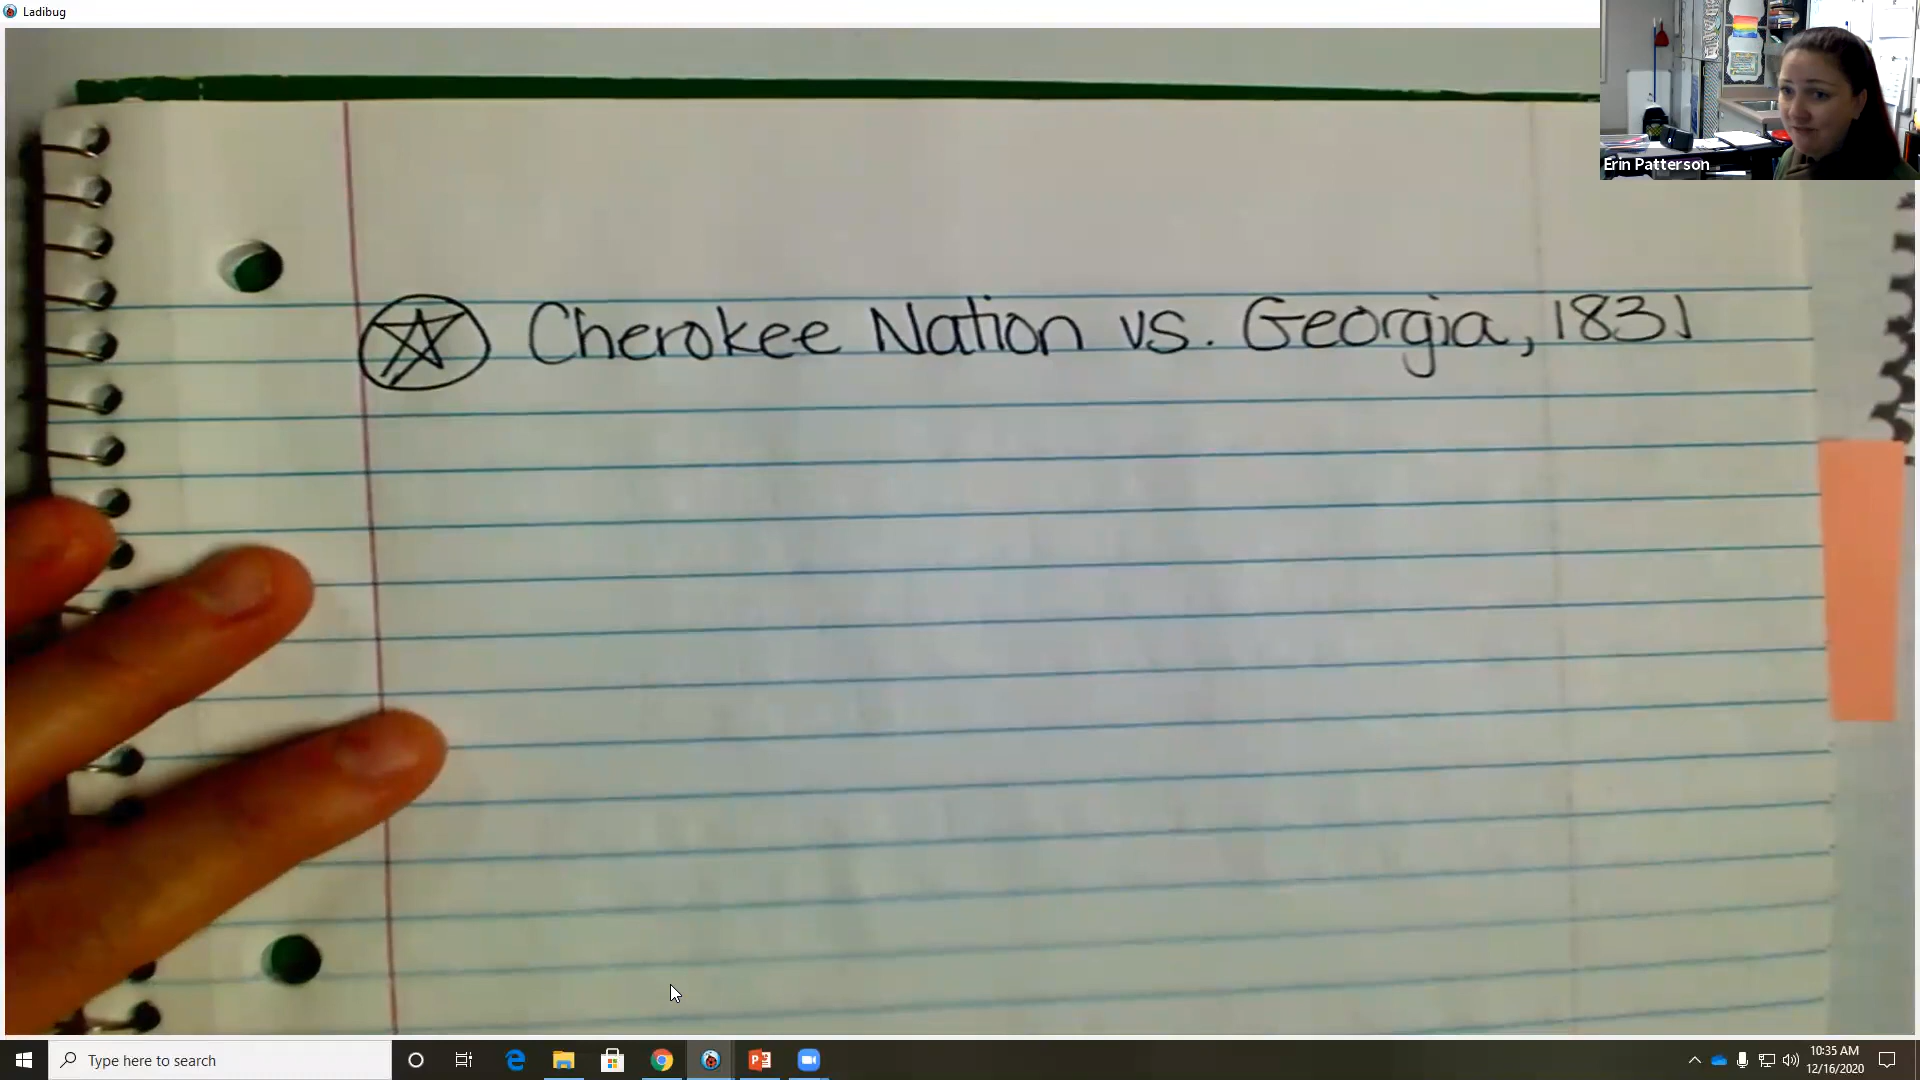 Ladibug
Erin Patterson
Cherokee Nation vs. Georgia, 1831
Type here to search
10:35 AM
12/16/2020